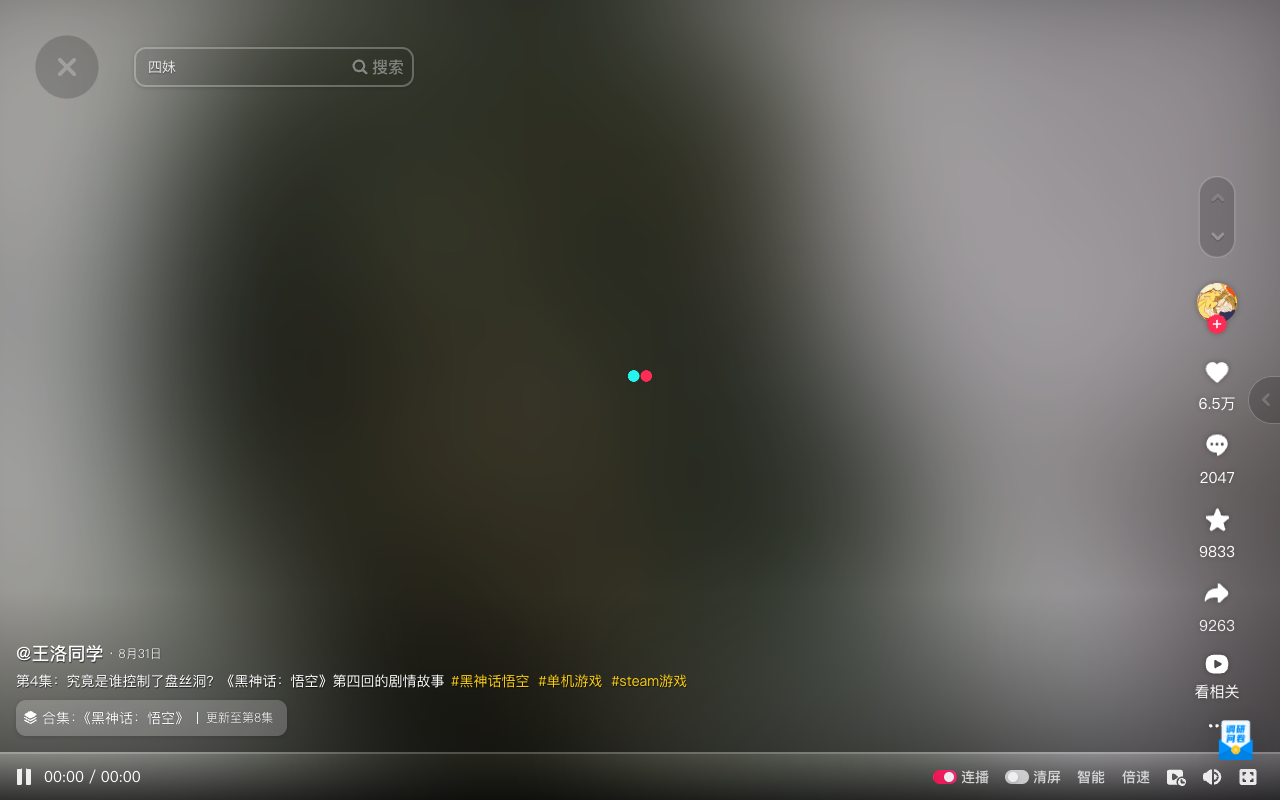 四妹 搜索
6.5万
2047
9833
9263
看相关
@王洛同学 · 8月31日
第4集：究竟是谁控制了盘丝洞？《黑神话：悟空》第四回的剧情故事 #黑神话悟空 #单机游戏 #steam游戏
合集：《黑神话：悟空》 | 更新至第8集
调研问卷
00:00 / 00:00 连播 清屏 智能 倍速